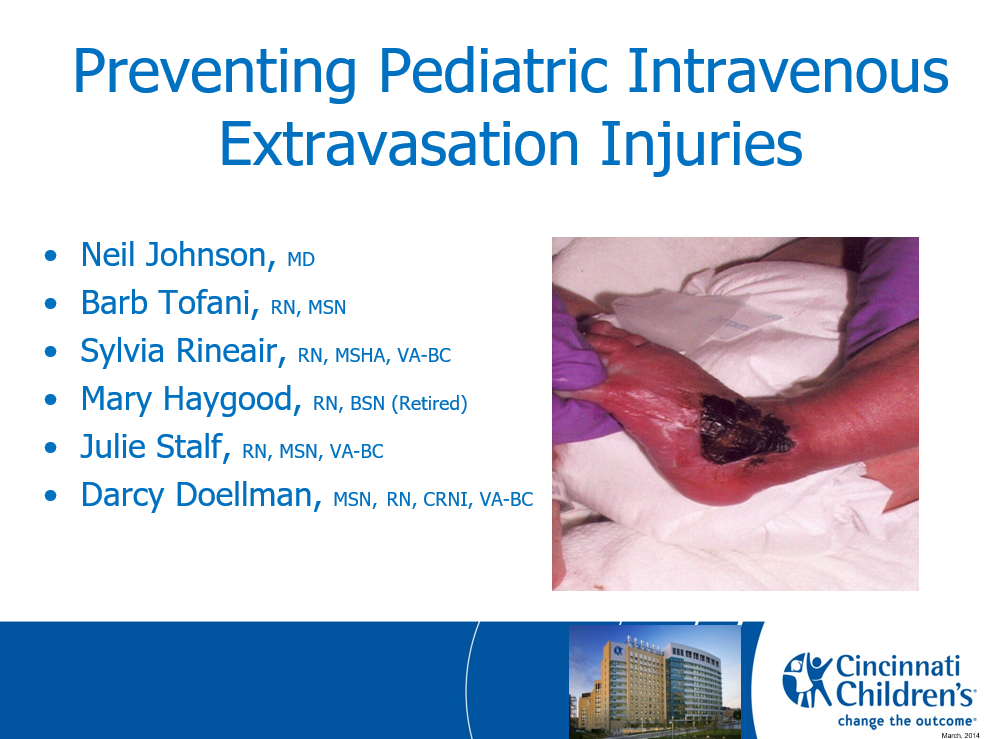 Preventing Pediatric Intravenous
Extravasation Injuries
• Neil Johnson, MD
• Barb Tofani, RN, MSN
• Sylvia Rineair, RN, MSHA, VA-BC
• Mary Haygood, RN, BSN (Retired)
• Julie Stalf, RN, MSN, VA-BC
• Darcy Doellman, MSN, RN, CRNI, VA-BC
Cincinnati
Children's
change the outcome
March, 2014